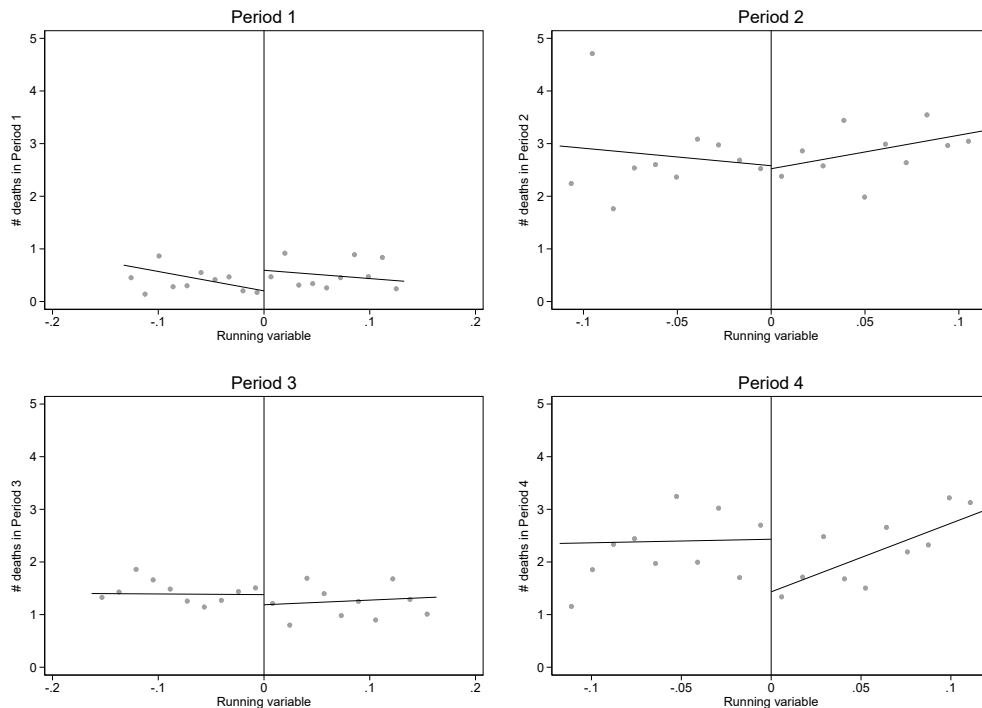 Period 1
5
4
3
2
1
0
# deaths in Period 1
-.2 -.1 0 .1 .2
Running variable
Period 2
5
4
3
2
1
0
# deaths in Period 2
-.1 -.05 0 .05 .1
Running variable
Period 3
5
4
3
2
1
0
# deaths in Period 3
-.2 -.1 0 .1 .2
Running variable
Period 4
5
4
3
2
1
0
# deaths in Period 4
-.1 -.05 0 .05 .1
Running variable